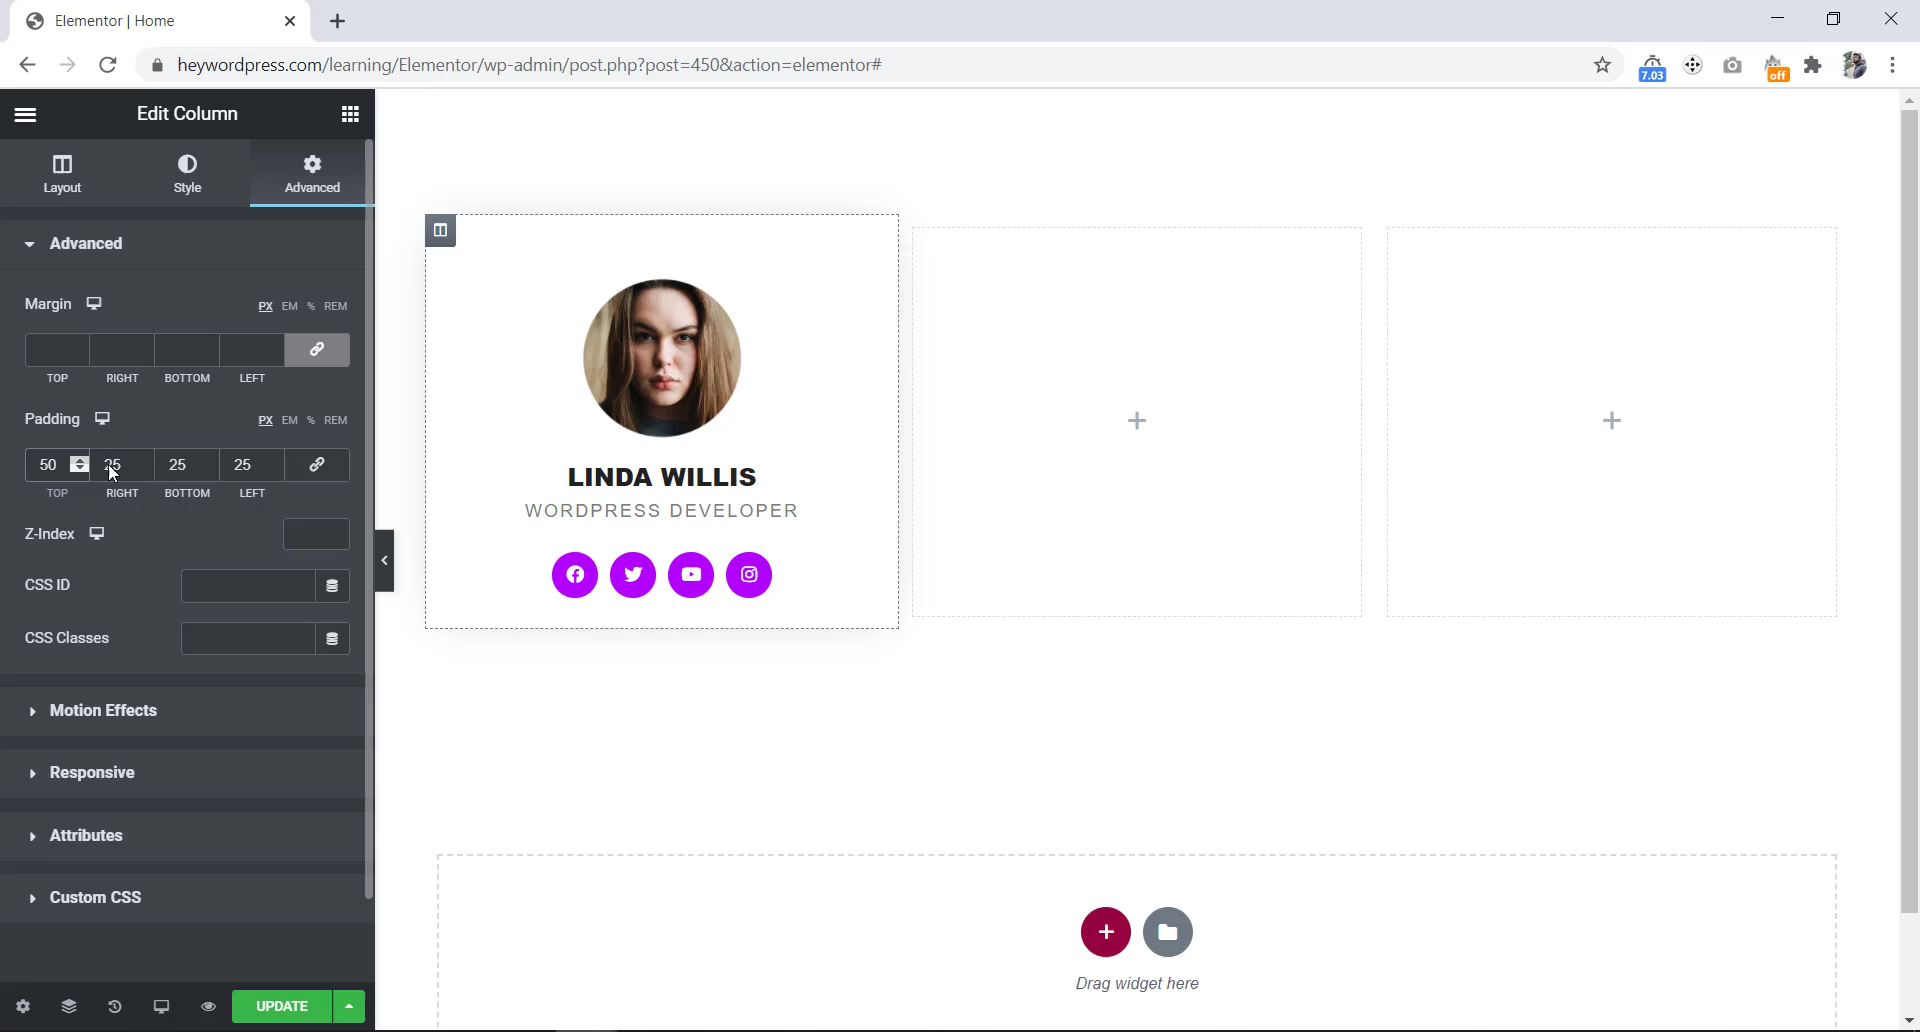 Elementor | Home
heywordpress.com/learning/Elementor/wp-admin/post.php?post=450&action=elementor#
7.03
off
Edit Column
Layout
Style
Advanced
Advanced
Margin
PX EM % REM
TOP RIGHT BOTTOM LEFT
Padding
PX EM % REM
50 25 25 25
TOP RIGHT BOTTOM LEFT
Z-Index
CSS ID
CSS Classes
Motion Effects
Responsive
Attributes
Custom CSS
UPDATE
LINDA WILLIS
WORDPRESS DEVELOPER
Drag widget here